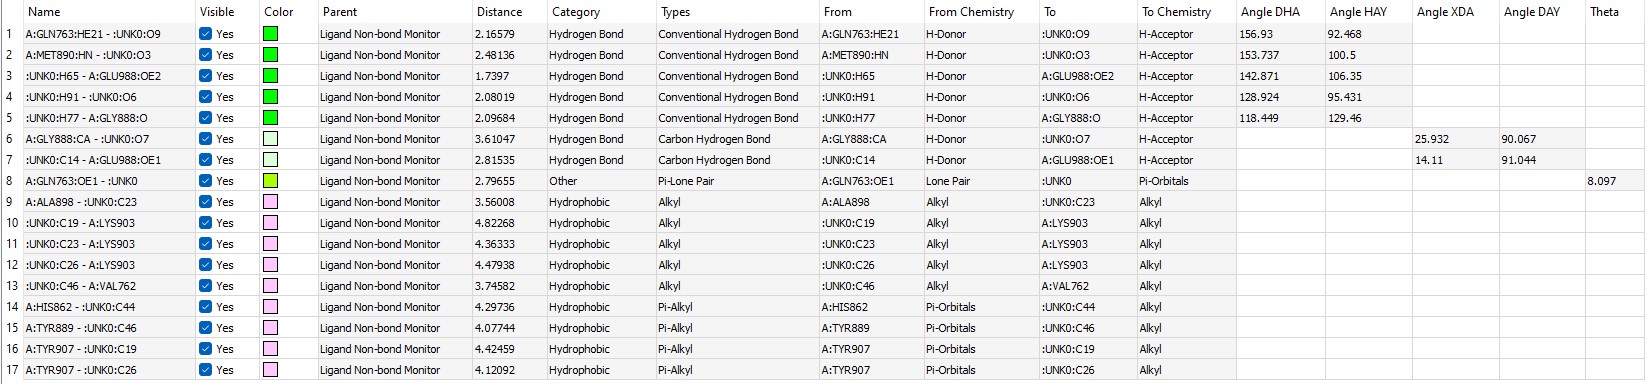 Name Visible Color Parent Distance Category Types From From Chemistry To To Chemistry Angle DHA Angle HAY Angle XDA Angle DAY Theta
1 A:GLN763:HE21 - :UNK0:O9 Yes Ligand Non-bond Monitor 2.16579 Hydrogen Bond Conventional Hydrogen Bond A:GLN763:HE21 H-Donor :UNK0:O9 H-Acceptor 156.93 92.468
2 A:MET890:HN - :UNK0:O3 Yes Ligand Non-bond Monitor 2.48136 Hydrogen Bond Conventional Hydrogen Bond A:MET890:HN H-Donor :UNK0:O3 H-Acceptor 153.737 100.5
3 :UNK0:H65 - A:GLU988:OE2 Yes Ligand Non-bond Monitor 1.7397 Hydrogen Bond Conventional Hydrogen Bond :UNK0:H65 H-Donor A:GLU988:OE2 H-Acceptor 142.871 106.35
4 :UNK0:H91 - :UNK0:O6 Yes Ligand Non-bond Monitor 2.08019 Hydrogen Bond Conventional Hydrogen Bond :UNK0:H91 H-Donor :UNK0:O6 H-Acceptor 128.924 95.431
5 :UNK0:H77 - A:GLY888:O Yes Ligand Non-bond Monitor 2.09684 Hydrogen Bond Conventional Hydrogen Bond :UNK0:H77 H-Donor A:GLY888:O H-Acceptor 118.449 129.46
6 A:GLY888:CA - :UNK0:O7 Yes Ligand Non-bond Monitor 3.61047 Hydrogen Bond Carbon Hydrogen Bond A:GLY888:CA H-Donor :UNK0:O7 H-Acceptor 25.932 90.067
7 :UNK0:C14 - A:GLU988:OE1 Yes Ligand Non-bond Monitor 2.81535 Hydrogen Bond Carbon Hydrogen Bond :UNK0:C14 H-Donor A:GLU988:OE1 H-Acceptor 14.11 91.044
8 A:GLN763:OE1 - :UNK0 Yes Ligand Non-bond Monitor 2.79655 Other Pi-Lone Pair A:GLN763:OE1 Lone Pair :UNK0 Pi-Orbitals 8.097
9 A:ALA898 - :UNK0:C23 Yes Ligand Non-bond Monitor 3.56008 Hydrophobic Alkyl A:ALA898 Alkyl :UNK0:C23 Alkyl
10 :UNK0:C19 - A:LYS903 Yes Ligand Non-bond Monitor 4.82268 Hydrophobic Alkyl :UNK0:C19 Alkyl A:LYS903 Alkyl
11 :UNK0:C23 - A:LYS903 Yes Ligand Non-bond Monitor 4.36333 Hydrophobic Alkyl :UNK0:C23 Alkyl A:LYS903 Alkyl
12 :UNK0:C26 - A:LYS903 Yes Ligand Non-bond Monitor 4.47938 Hydrophobic Alkyl :UNK0:C26 Alkyl A:LYS903 Alkyl
13 :UNK0:C46 - A:VAL762 Yes Ligand Non-bond Monitor 3.74582 Hydrophobic Alkyl :UNK0:C46 Alkyl A:VAL762 Alkyl
14 A:HIS862 - :UNK0:C44 Yes Ligand Non-bond Monitor 4.29736 Hydrophobic Pi-Alkyl A:HIS862 Pi-Orbitals :UNK0:C44 Alkyl
15 A:TYR889 - :UNK0:C46 Yes Ligand Non-bond Monitor 4.07744 Hydrophobic Pi-Alkyl A:TYR889 Pi-Orbitals :UNK0:C46 Alkyl
16 A:TYR907 - :UNK0:C19 Yes Ligand Non-bond Monitor 4.42459 Hydrophobic Pi-Alkyl A:TYR907 Pi-Orbitals :UNK0:C19 Alkyl
17 A:TYR907 - :UNK0:C26 Yes Ligand Non-bond Monitor 4.12092 Hydrophobic Pi-Alkyl A:TYR907 Pi-Orbitals :UNK0:C26 Alkyl